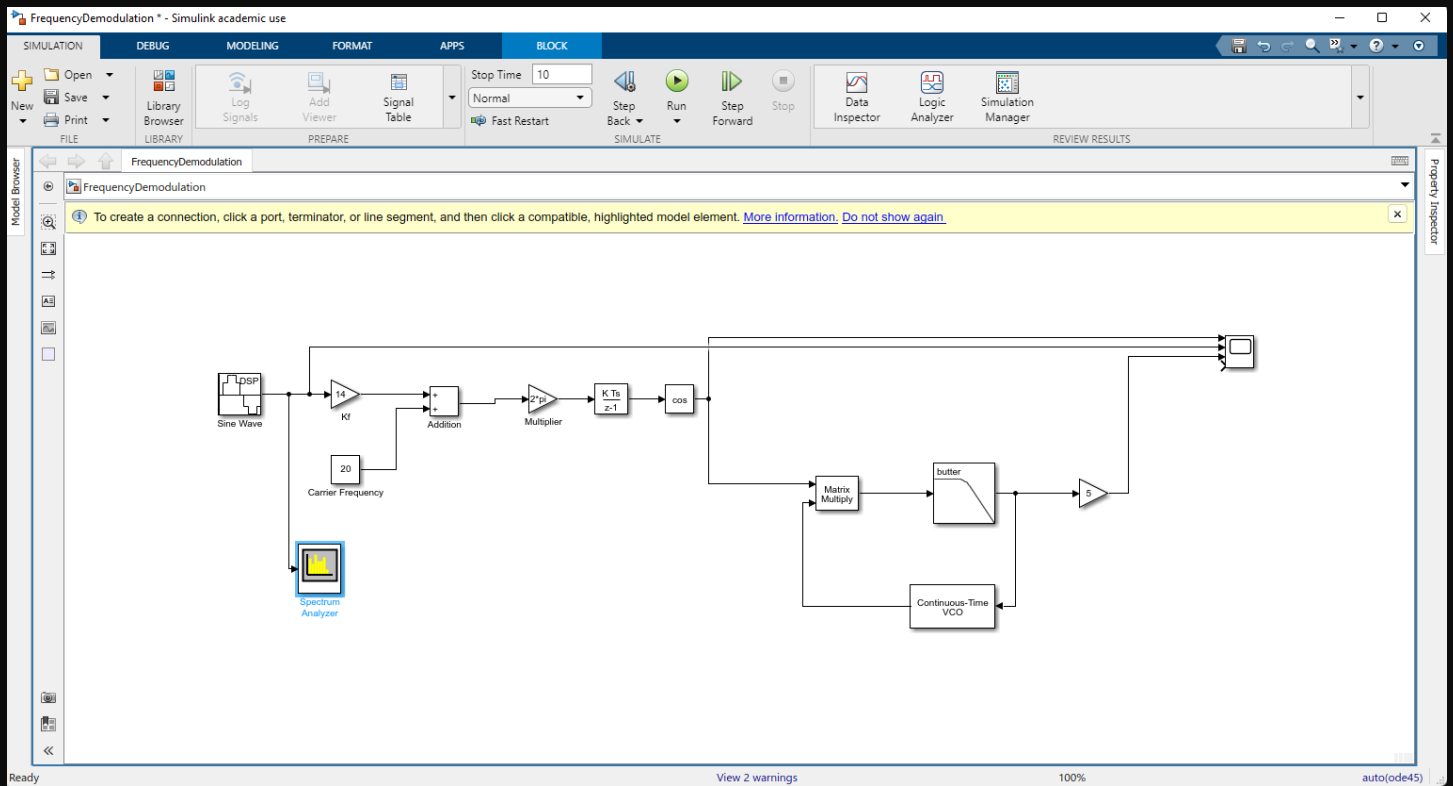 FrequencyDemodulation * - Simulink academic use
SIMULATION DEBUG MODELING FORMAT APPS BLOCK
New
Open
Save
Print
FILE
Library
Browser
LIBRARY
Log
Signals
Add
Viewer
Signal
Table
PREPARE
Stop Time 10
Normal
Fast Restart
Step
Back
Run
Step
Forward
Stop
SIMULATE
Data
Inspector
Logic
Analyzer
Simulation
Manager
REVIEW RESULTS
Model Browser
FrequencyDemodulation
FrequencyDemodulation
Property Inspector
To create a connection, click a port, terminator, or line segment, and then click a compatible, highlighted model element. More information. Do not show again
DSP
Sine Wave
14
Kf
+
+
Addition
2*pi
Multiplier
K Ts
z-1
cos
20
Carrier Frequency
Matrix
Multiply
butter
5
Spectrum
Analyzer
Continuous-Time
VCO
Ready
View 2 warnings
100%
auto(ode45)